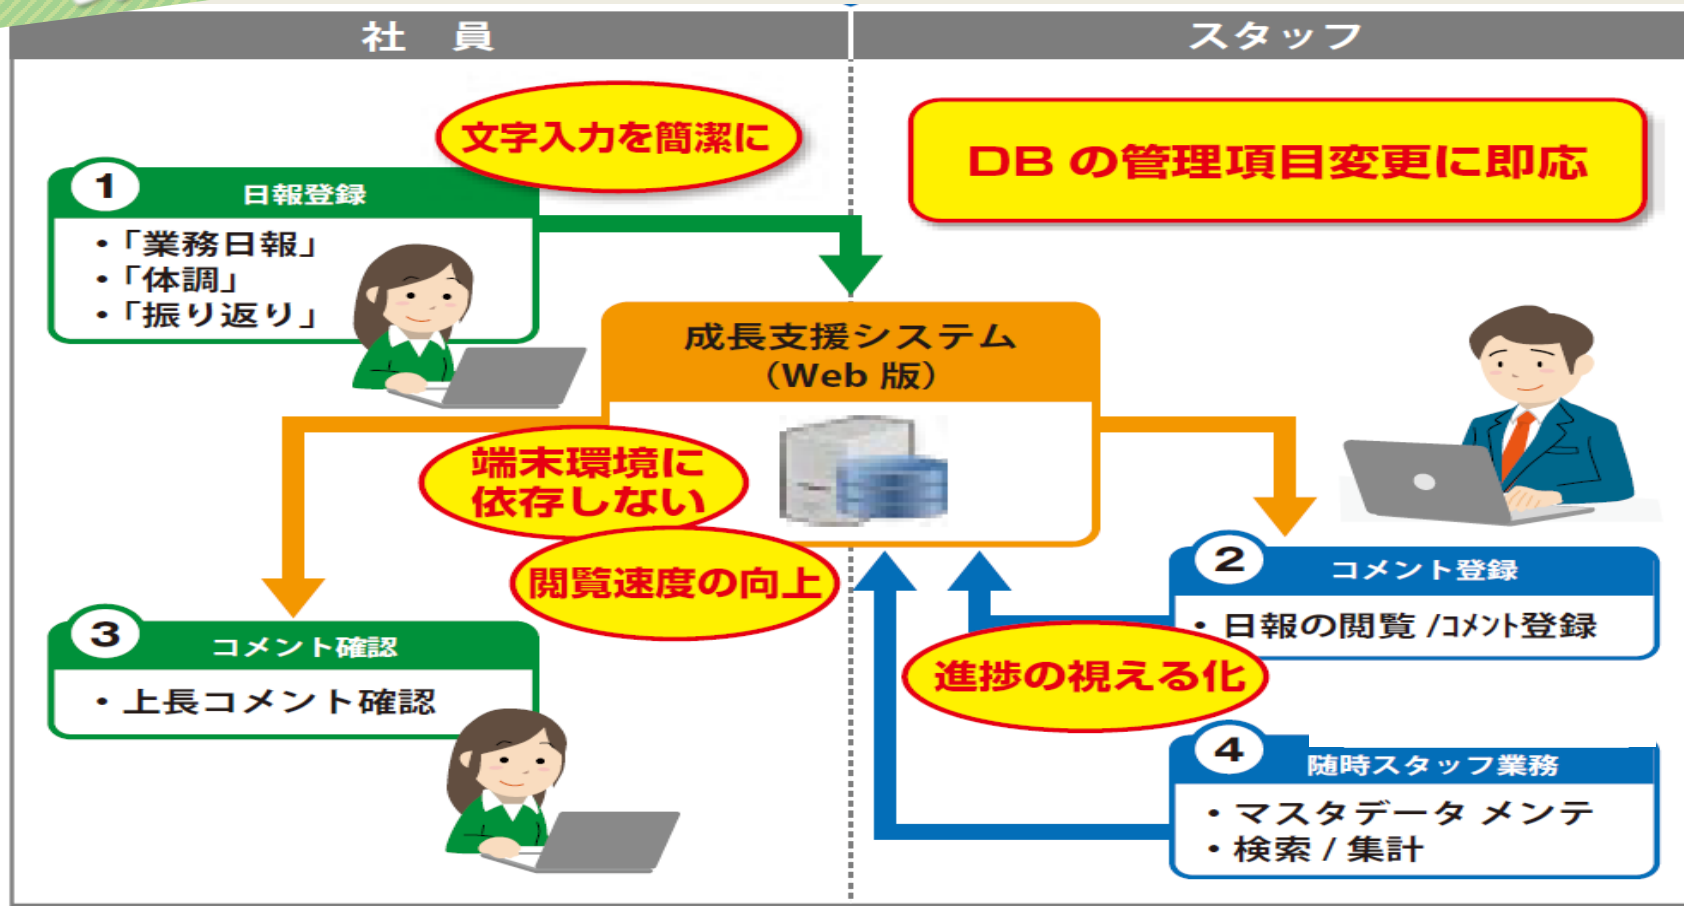 社　員
スタッフ
文字入力を簡潔に
DB の管理項目変更に即応
1
日報登録
・「業務日報」
・「体調」
・「振り返り」
成長支援システム
（Web 版）
端末環境に
依存しない
閲覧速度の向上
2
コメント登録
・日報の閲覧 /ｺﾒﾝﾄ登録
3
コメント確認
・上長コメント確認
進捗の視える化
4
随時スタッフ業務
・マスタデータ メンテ
・検索 / 集計